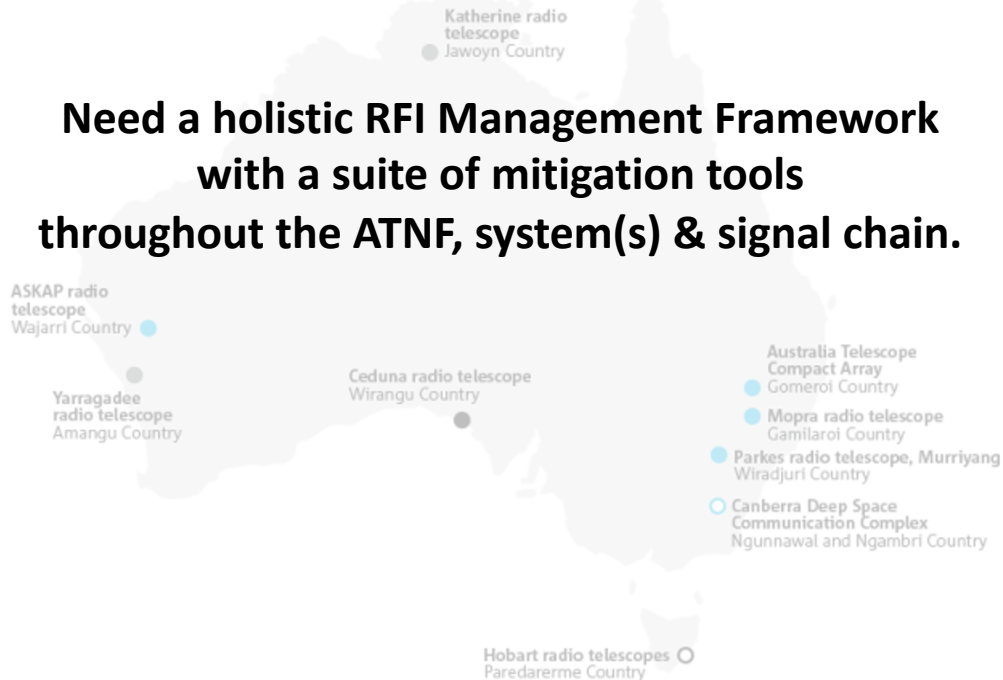 Katherine radio
telescope
Jawoyn Country
Need a holistic RFI Management Framework
with a suite of mitigation tools
throughout the ATNF, system(s) & signal chain.
ASKAP radio
telescope
Wajarri Country
Yarragadee
radio telescope
Amangu Country
Ceduna radio telescope
Wirangu Country
Australia Telescope
Compact Array
Gomeroi Country
Mopra radio telescope
Gamilaroi Country
Parkes radio telescope, Murriyang
Wiradjuri Country
Canberra Deep Space
Communication Complex
Ngunnawal and Ngambri Country
Hobart radio telescopes
Paredarerme Country